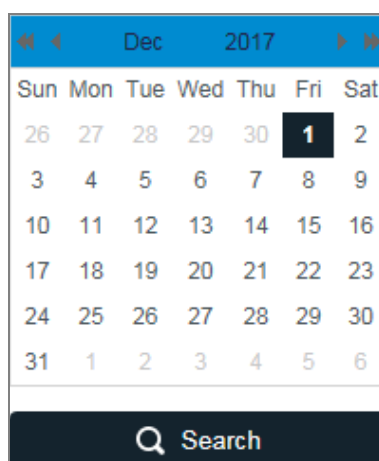 Dec 2017
Sun Mon Tue Wed Thu Fri Sat
26 27 28 29 30 1 2
3 4 5 6 7 8 9
10 11 12 13 14 15 16
17 18 19 20 21 22 23
24 25 26 27 28 29 30
31 1 2 3 4 5 6
Search